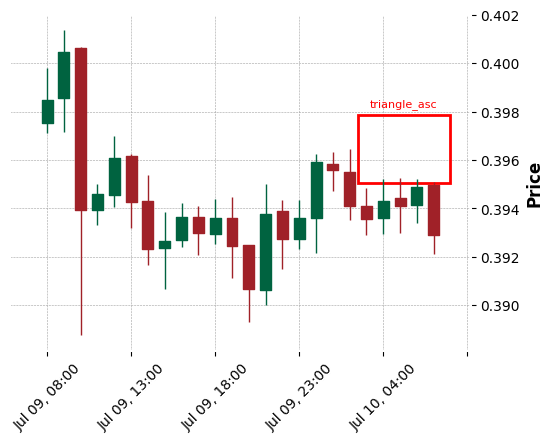 0.402
0.400
0.398
triangle_asc
0.396
0.394
0.392
0.390
Price
Jul 09, 08:00
Jul 09, 13:00
Jul 09, 18:00
Jul 09, 23:00
Jul 10, 04:00